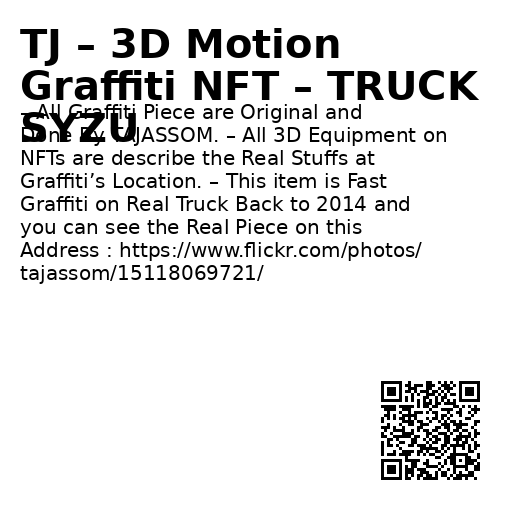 TJ – 3D Motion
Graffiti NFT – TRUCK
SYZU
– All Graffiti Piece are Original and
Done By TAJASSOM. – All 3D Equipment on
NFTs are describe the Real Stuffs at
Graffiti’s Location. – This item is Fast
Graffiti on Real Truck Back to 2014 and
you can see the Real Piece on this
Address : https://www.flickr.com/photos/
tajassom/15118069721/